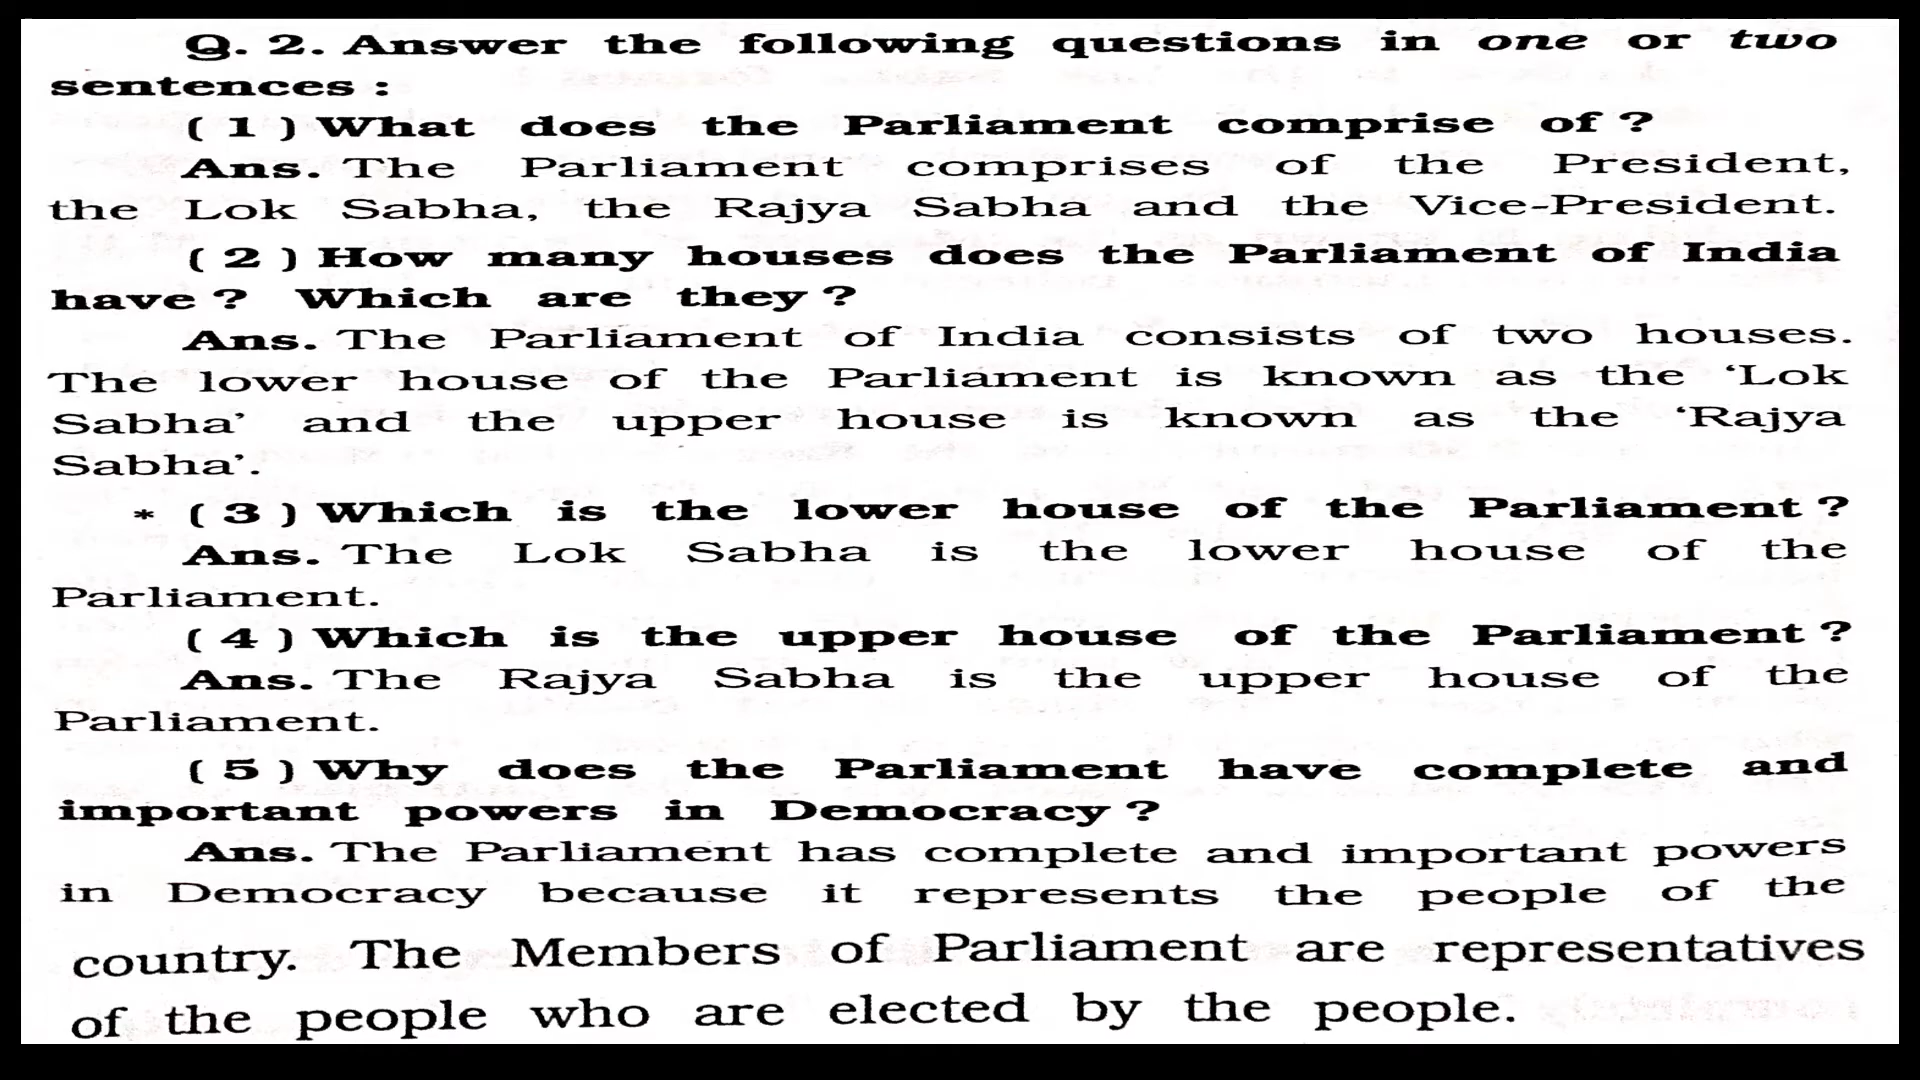 Q. 2. Answer the following questions in one or two
sentences :
( 1 ) What does the Parliament comprise of ?
Ans. The Parliament comprises of the President,
the Lok Sabha, the Rajya Sabha and the Vice-President.
( 2 ) How many houses does the Parliament of India
have ? Which are they ?
Ans. The Parliament of India consists of two houses.
The lower house of the Parliament is known as the ‘Lok
Sabha’ and the upper house is known as the ‘Rajya
Sabha’.
* ( 3 ) Which is the lower house of the Parliament ?
Ans. The Lok Sabha is the lower house of the
Parliament.
( 4 ) Which is the upper house of the Parliament ?
Ans. The Rajya Sabha is the upper house of the
Parliament.
( 5 ) Why does the Parliament have complete and
important powers in Democracy ?
Ans. The Parliament has complete and important powers
in Democracy because it represents the people of the
country. The Members of Parliament are representatives
of the people who are elected by the people.